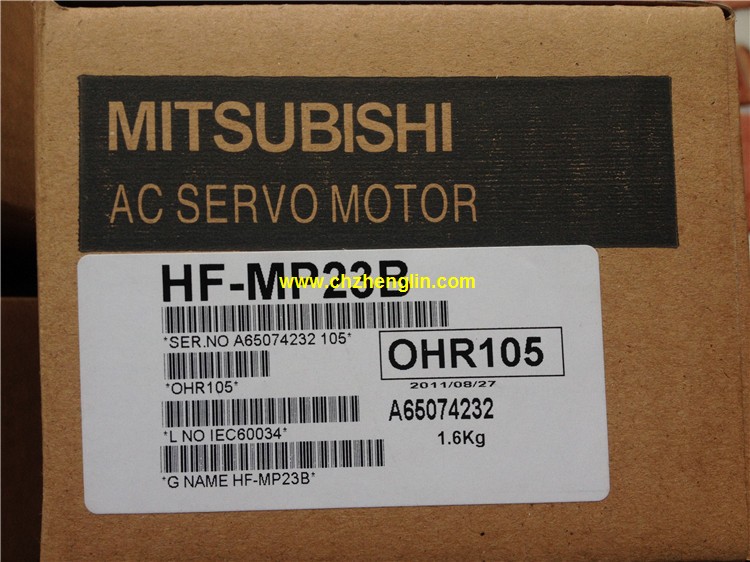 MITSUBISHI
AC SERVO MOTOR
HF-MP23B
www.chzhenglin.com
*SER.NO A65074232 105*
OHR105
*OHR105*
2011/08/27
A65074232
*L NO IEC60034*
1.6Kg
*G NAME HF-MP23B*